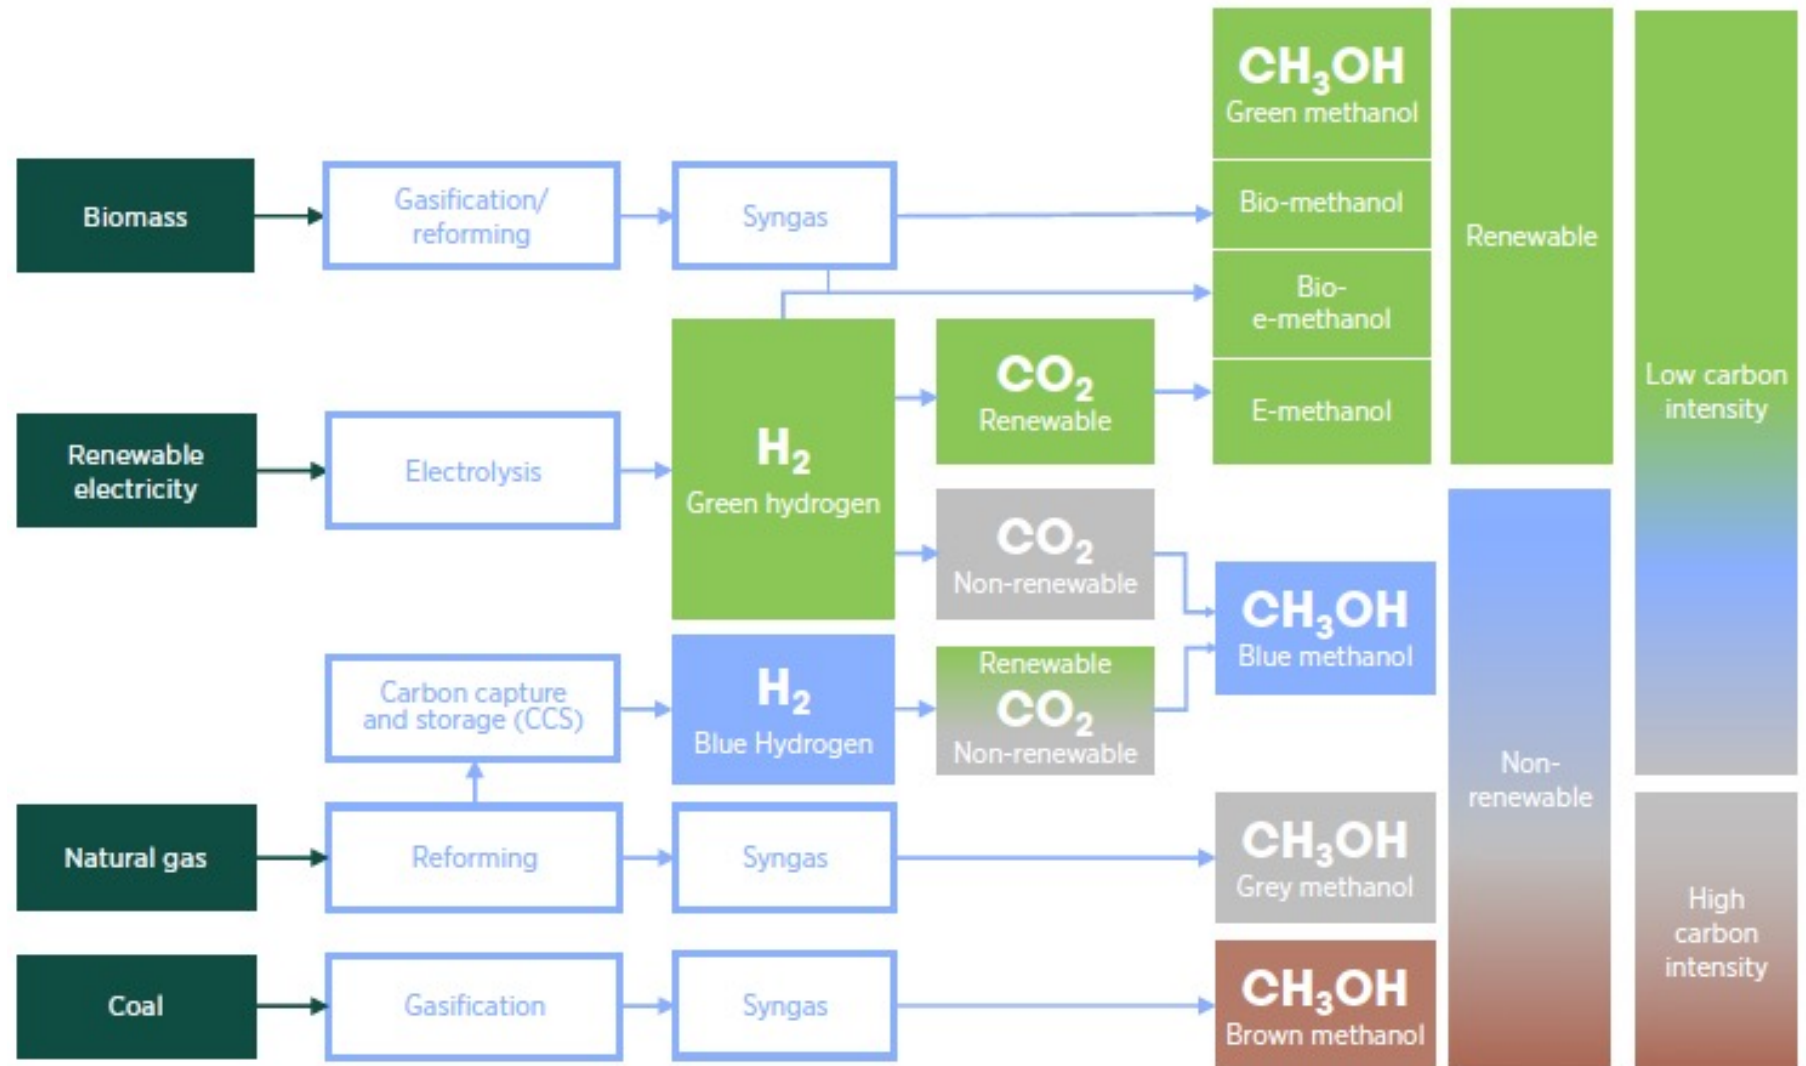 CH₃OH
Green methanol
Biomass
Gasification/
reforming
Syngas
Bio-methanol
Renewable
Bio-
e-methanol
CO₂
Renewable
E-methanol
Low carbon
intensity
Renewable
electricity
Electrolysis
H₂
Green hydrogen
CO₂
Non-renewable
CH₃OH
Blue methanol
Carbon capture
and storage (CCS)
H₂
Blue Hydrogen
Renewable
CO₂
Non-renewable
Non-
renewable
Natural gas
Reforming
Syngas
CH₃OH
Grey methanol
High
carbon
intensity
Coal
Gasification
Syngas
CH₃OH
Brown methanol